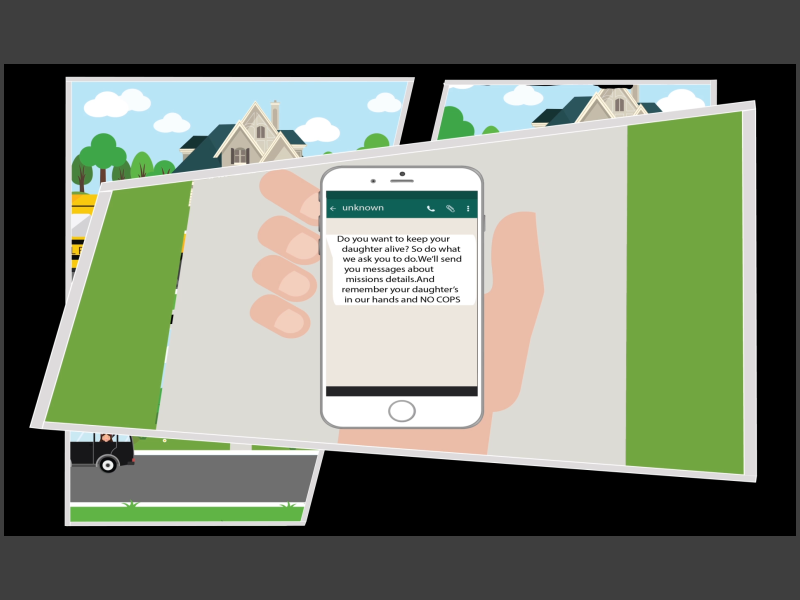 unknown
Do you want to keep your
daughter alive? So do what
we ask you to do.We'll send
you messages about
missions details.And
remember your daughter's
in our hands and NO COPS